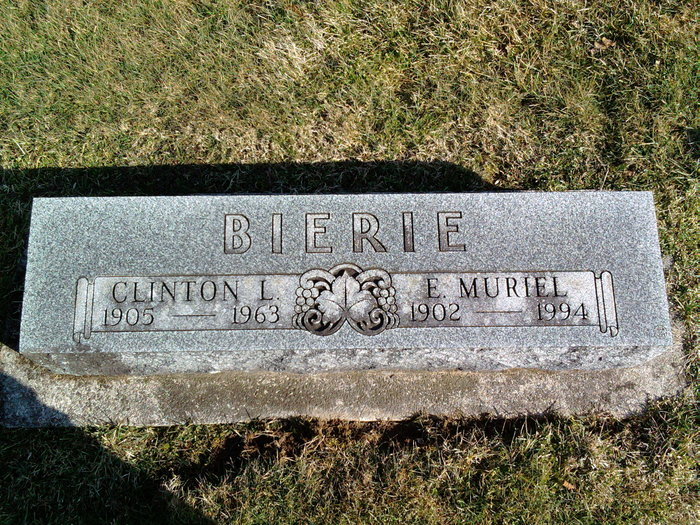 BIERIE
CLINTON L. E. MURIEL
1905 — 1963 1902 — 1994